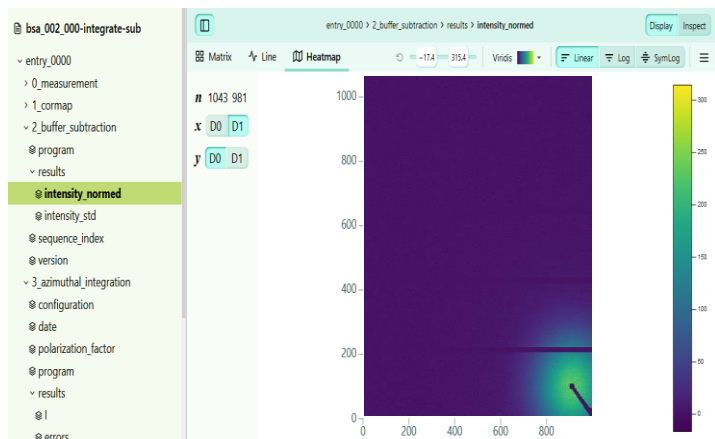 bsa_002_000-integrate-sub
entry_0000
0_measurement
1_cormap
2_buffer_subtraction
program
results
intensity_normed
intensity_std
sequence_index
version
3_azimuthal_integration
configuration
date
polarization_factor
program
results
I
errors
entry_0000 > 2_buffer_subtraction > results > intensity_normed
Display Inspect
Matrix Line Heatmap −17.4 315.4 Viridis Linear Log SymLog
n 1043 981
x D0 D1
y D0 D1
1000
800
600
400
200
0
0 200 400 600 800
300
250
200
150
100
50
0